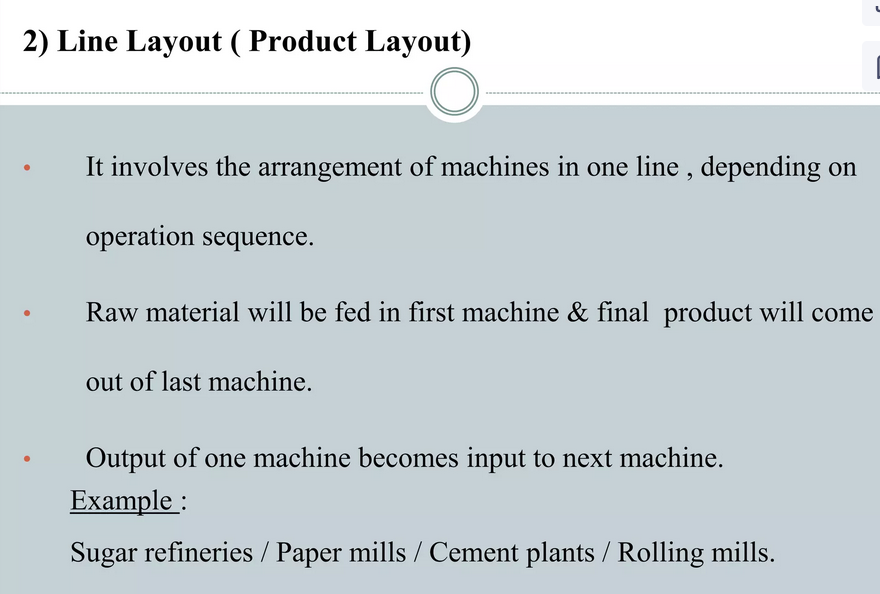 2) Line Layout ( Product Layout)
• It involves the arrangement of machines in one line , depending on
operation sequence.
• Raw material will be fed in first machine & final product will come
out of last machine.
• Output of one machine becomes input to next machine.
Example :
Sugar refineries / Paper mills / Cement plants / Rolling mills.